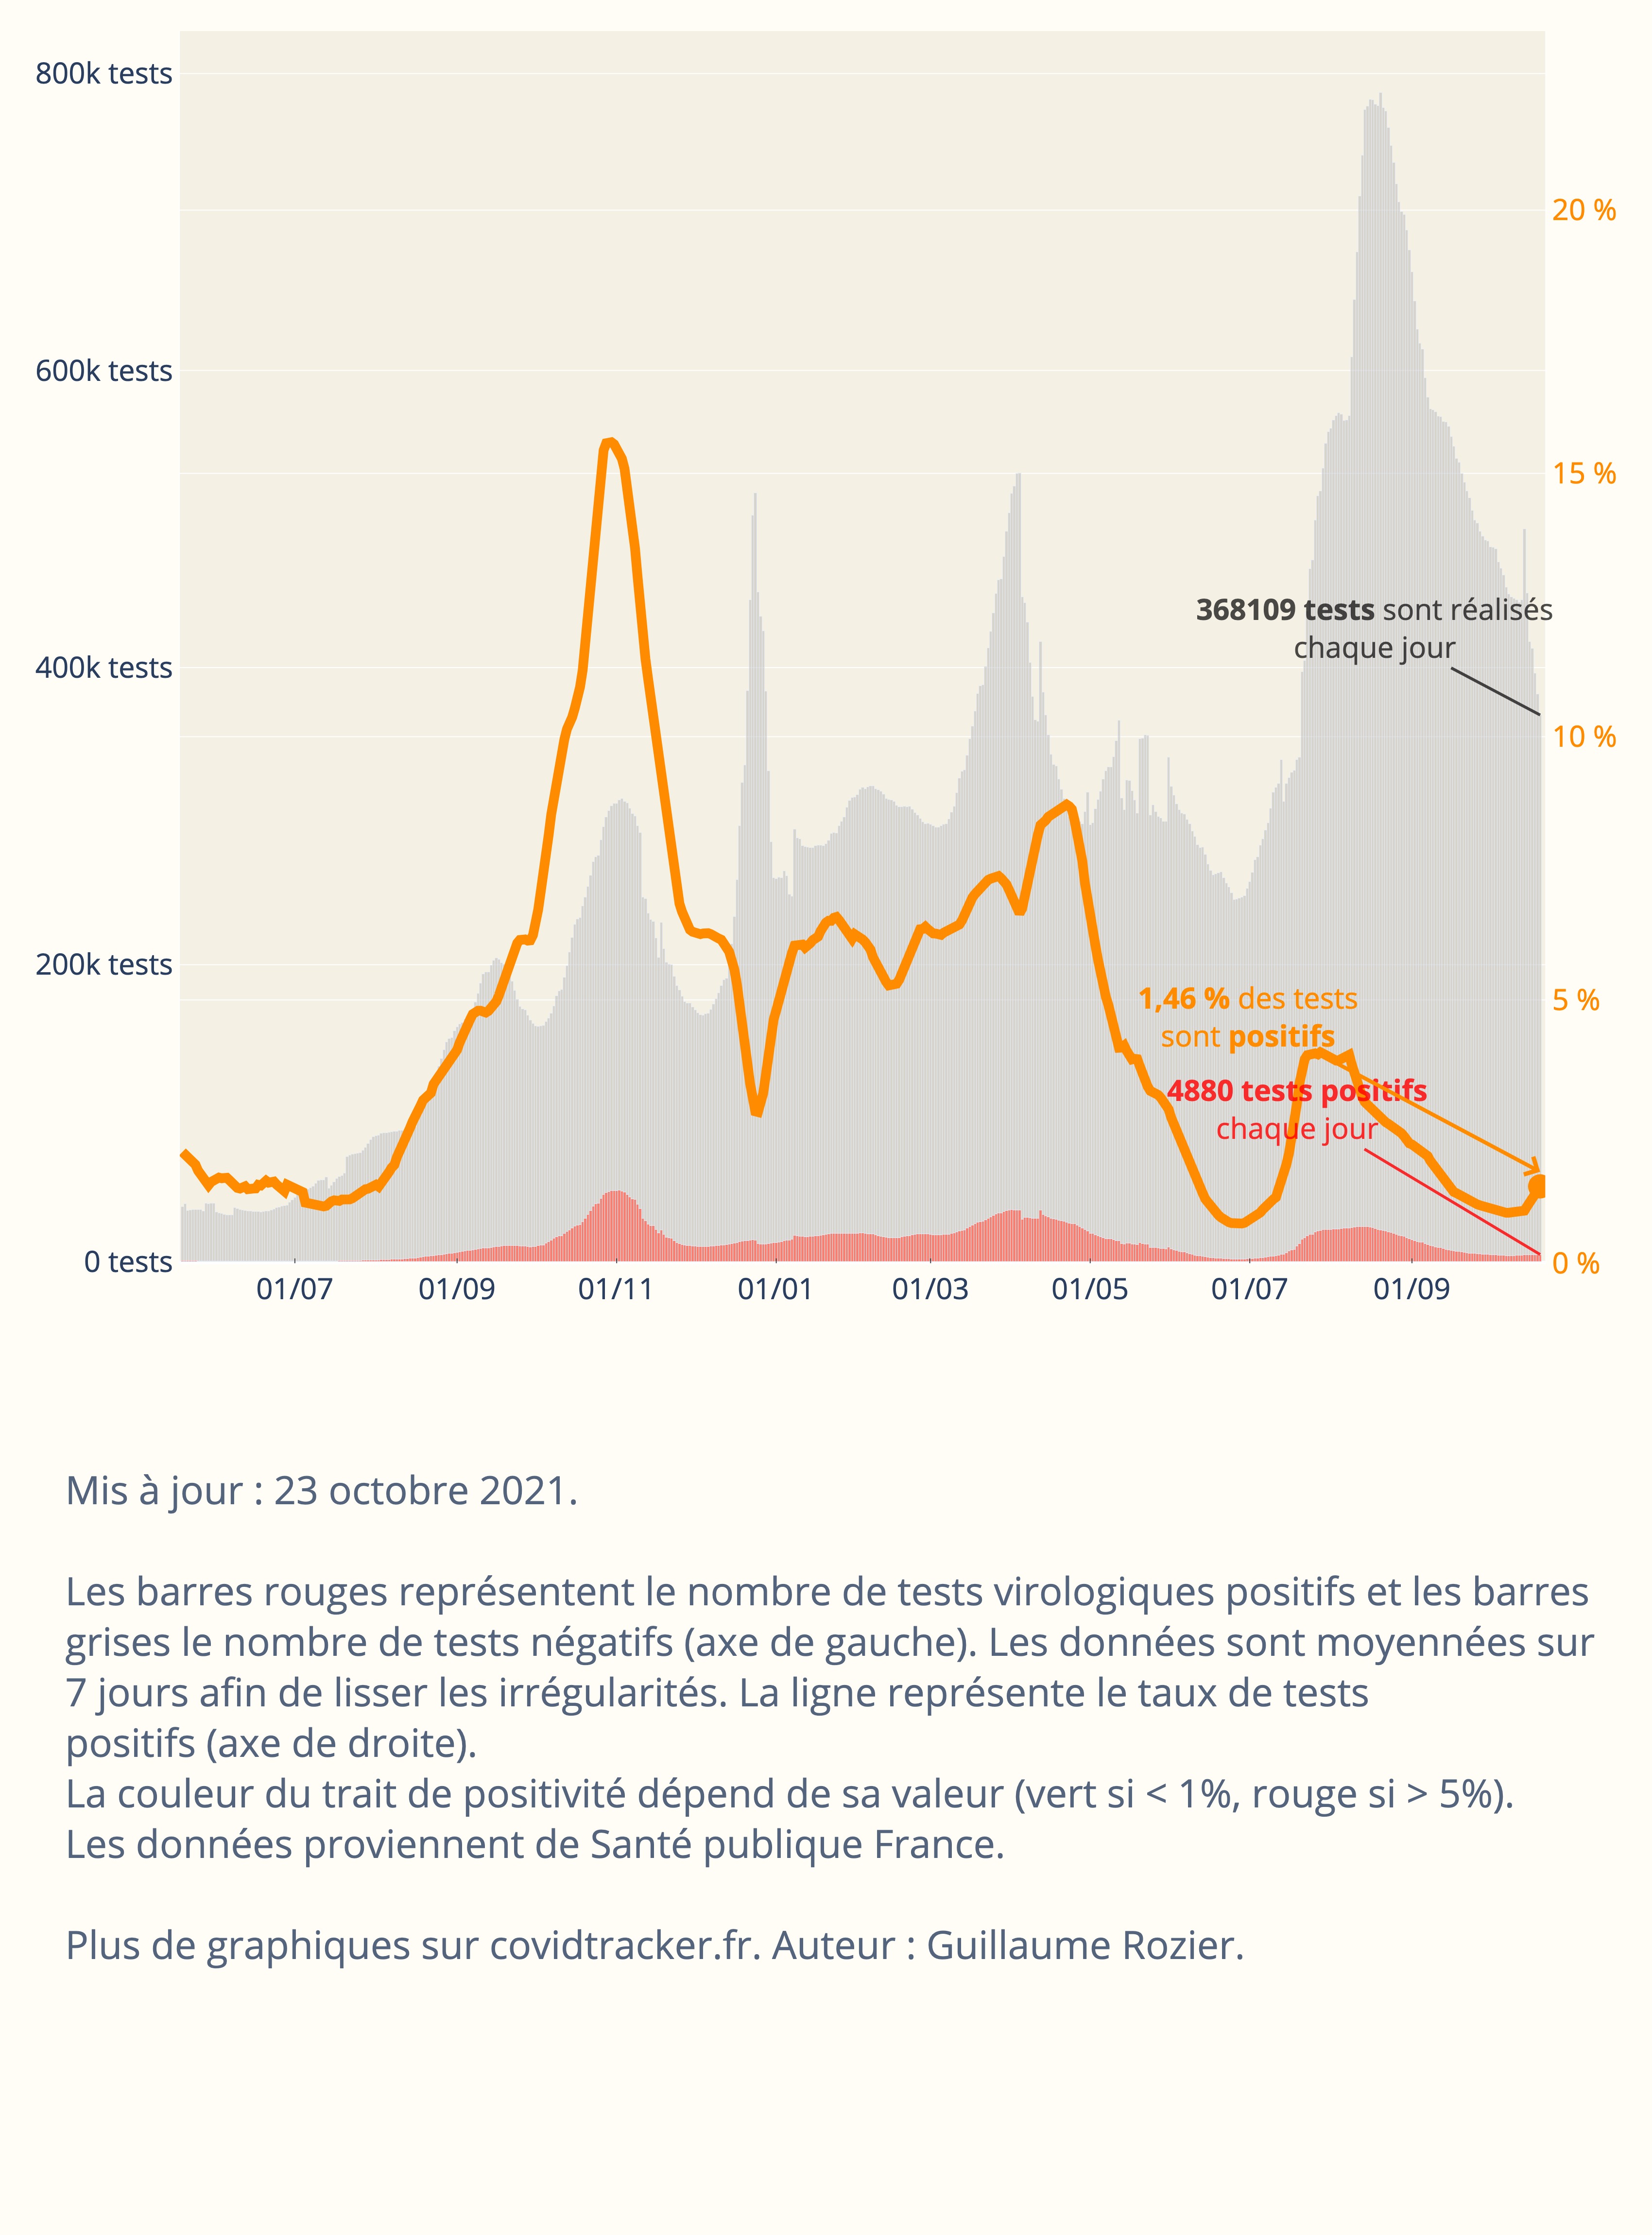 800k tests
600k tests
400k tests
200k tests
0 tests
20 %
15 %
10 %
5 %
0 %
368109 tests sont réalisés
chaque jour
1,46 % des tests
sont positifs
4880 tests positifs
chaque jour
01/07
01/09
01/11
01/01
01/03
01/05
01/07
01/09
Mis à jour : 23 octobre 2021.
Les barres rouges représentent le nombre de tests virologiques positifs et les barres
grises le nombre de tests négatifs (axe de gauche). Les données sont moyennées sur
7 jours afin de lisser les irrégularités. La ligne représente le taux de tests
positifs (axe de droite).
La couleur du trait de positivité dépend de sa valeur (vert si < 1%, rouge si > 5%).
Les données proviennent de Santé publique France.
Plus de graphiques sur covidtracker.fr. Auteur : Guillaume Rozier.